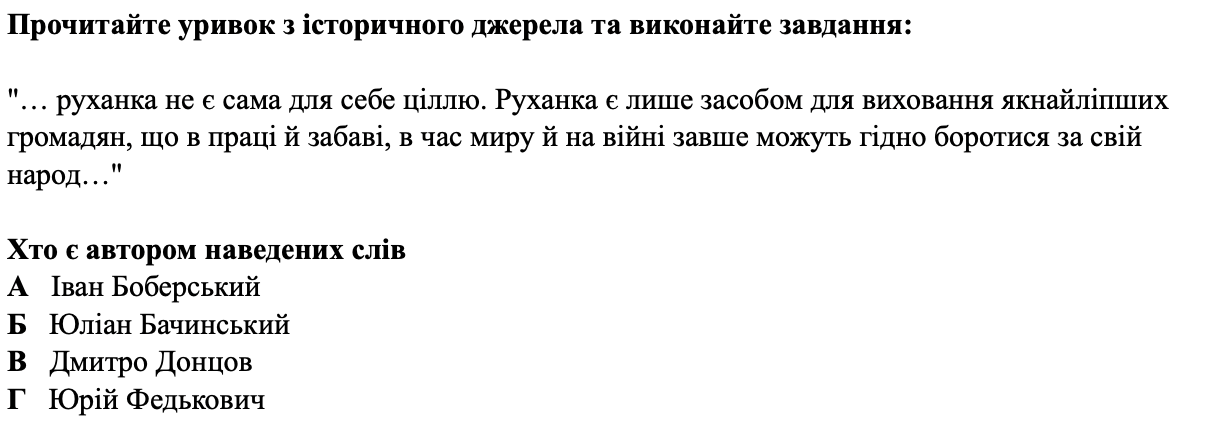 Прочитайте уривок з історичного джерела та виконайте завдання:
"… руханка не є сама для себе ціллю. Руханка є лише засобом для виховання якнайліпших
громадян, що в праці й забаві, в час миру й на війні завше можуть гідно боротися за свій
народ…"
Хто є автором наведених слів
А Іван Боберський
Б Юліан Бачинський
В Дмитро Донцов
Г Юрій Федькович